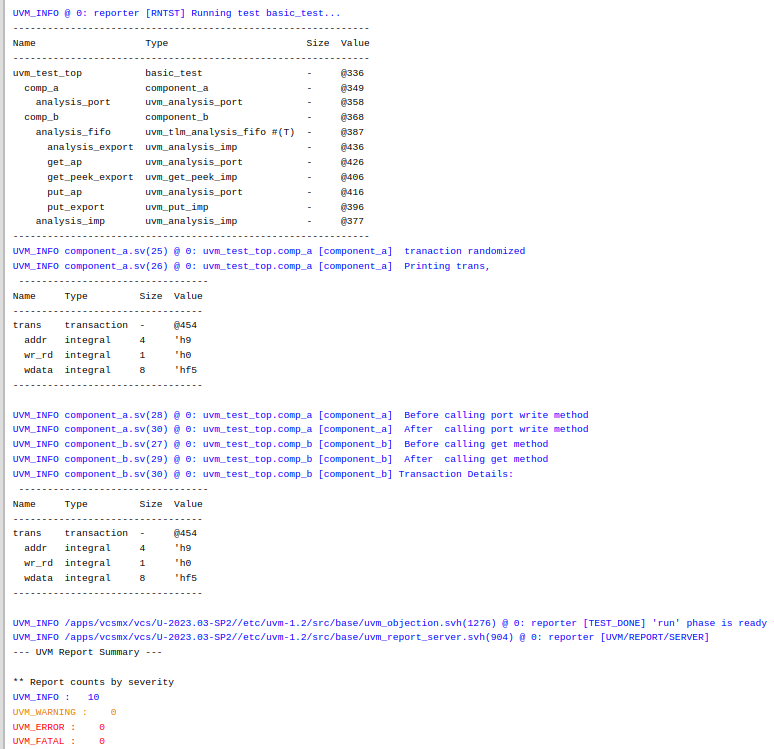 UVM_INFO @ 0: reporter [RNTST] Running test basic_test...
---------------------------------------------------------------
Name                   Type                        Size  Value
---------------------------------------------------------------
uvm_test_top           basic_test                  -     @336
  comp_a               component_a                 -     @349
    analysis_port      uvm_analysis_port           -     @358
  comp_b               component_b                 -     @368
    analysis_fifo      uvm_tlm_analysis_fifo #(T)  -     @387
      analysis_export  uvm_analysis_imp            -     @436
      get_ap           uvm_analysis_port           -     @426
      get_peek_export  uvm_get_peek_imp            -     @406
      put_ap           uvm_analysis_port           -     @416
      put_export       uvm_put_imp                 -     @396
    analysis_imp       uvm_analysis_imp            -     @377
---------------------------------------------------------------
UVM_INFO component_a.sv(25) @ 0: uvm_test_top.comp_a [component_a]  tranaction randomized
UVM_INFO component_a.sv(26) @ 0: uvm_test_top.comp_a [component_a]  Printing trans,
 ---------------------------------
Name     Type         Size  Value
---------------------------------
trans    transaction  -     @454
  addr   integral     4     'h9
  wr_rd  integral     1     'h0
  wdata  integral     8     'hf5
---------------------------------
UVM_INFO component_a.sv(28) @ 0: uvm_test_top.comp_a [component_a]  Before calling port write method
UVM_INFO component_a.sv(30) @ 0: uvm_test_top.comp_a [component_a]  After  calling port write method
UVM_INFO component_b.sv(27) @ 0: uvm_test_top.comp_b [component_b]  Before calling get method
UVM_INFO component_b.sv(29) @ 0: uvm_test_top.comp_b [component_b]  After  calling get method
UVM_INFO component_b.sv(30) @ 0: uvm_test_top.comp_b [component_b] Transaction Details:
 ---------------------------------
Name     Type         Size  Value
---------------------------------
trans    transaction  -     @454
  addr   integral     4     'h9
  wr_rd  integral     1     'h0
  wdata  integral     8     'hf5
---------------------------------
UVM_INFO /apps/vcsmx/vcs/U-2023.03-SP2//etc/uvm-1.2/src/base/uvm_objection.svh(1276) @ 0: reporter [TEST_DONE] 'run' phase is ready
UVM_INFO /apps/vcsmx/vcs/U-2023.03-SP2//etc/uvm-1.2/src/base/uvm_report_server.svh(904) @ 0: reporter [UVM/REPORT/SERVER]
--- UVM Report Summary ---
** Report counts by severity
UVM_INFO :   10
UVM_WARNING :    0
UVM_ERROR :    0
UVM_FATAL :    0